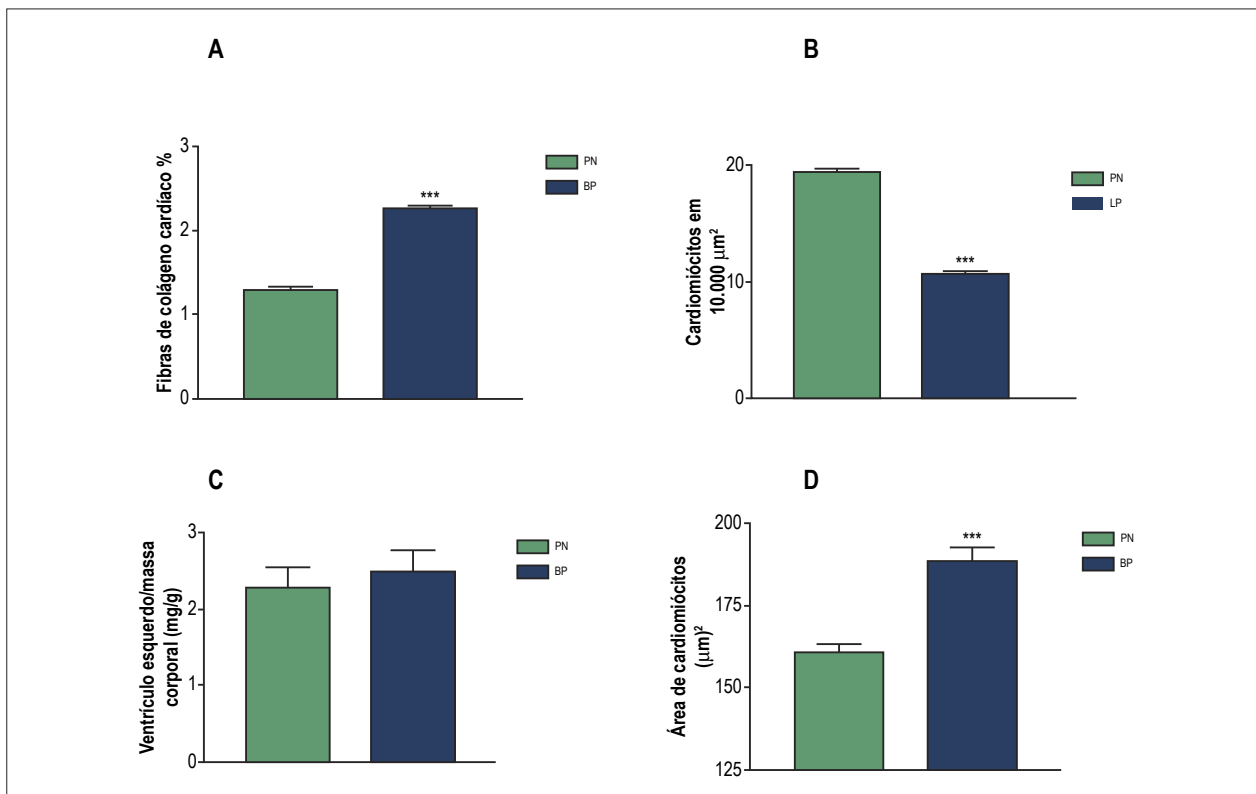 A
Fibras de colágeno cardíaco %
3
2
1
0
***
PN
BP
B
Cardiomiócitos em
10.000 μm²
20
10
0
***
PN
LP
C
Ventrículo esquerdo/massa
corporal (mg/g)
3
2
1
0
PN
BP
D
Área de cardiomiócitos
(μm)²
200
175
150
125
***
PN
BP